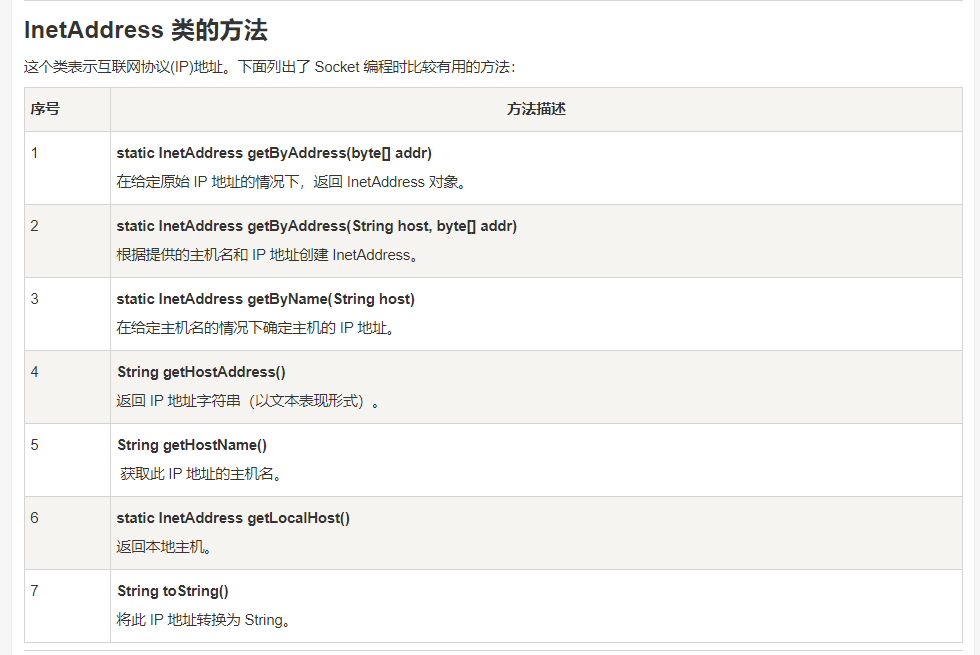 InetAddress 类的方法
这个类表示互联网协议(IP)地址。下面列出了 Socket 编程时比较有用的方法：
序号 方法描述
1 static InetAddress getByAddress(byte[] addr)
在给定原始 IP 地址的情况下，返回 InetAddress 对象。
2 static InetAddress getByAddress(String host, byte[] addr)
根据提供的主机名和 IP 地址创建 InetAddress。
3 static InetAddress getByName(String host)
在给定主机名的情况下确定主机的 IP 地址。
4 String getHostAddress()
返回 IP 地址字符串（以文本表现形式）。
5 String getHostName()
获取此 IP 地址的主机名。
6 static InetAddress getLocalHost()
返回本地主机。
7 String toString()
将此 IP 地址转换为 String。